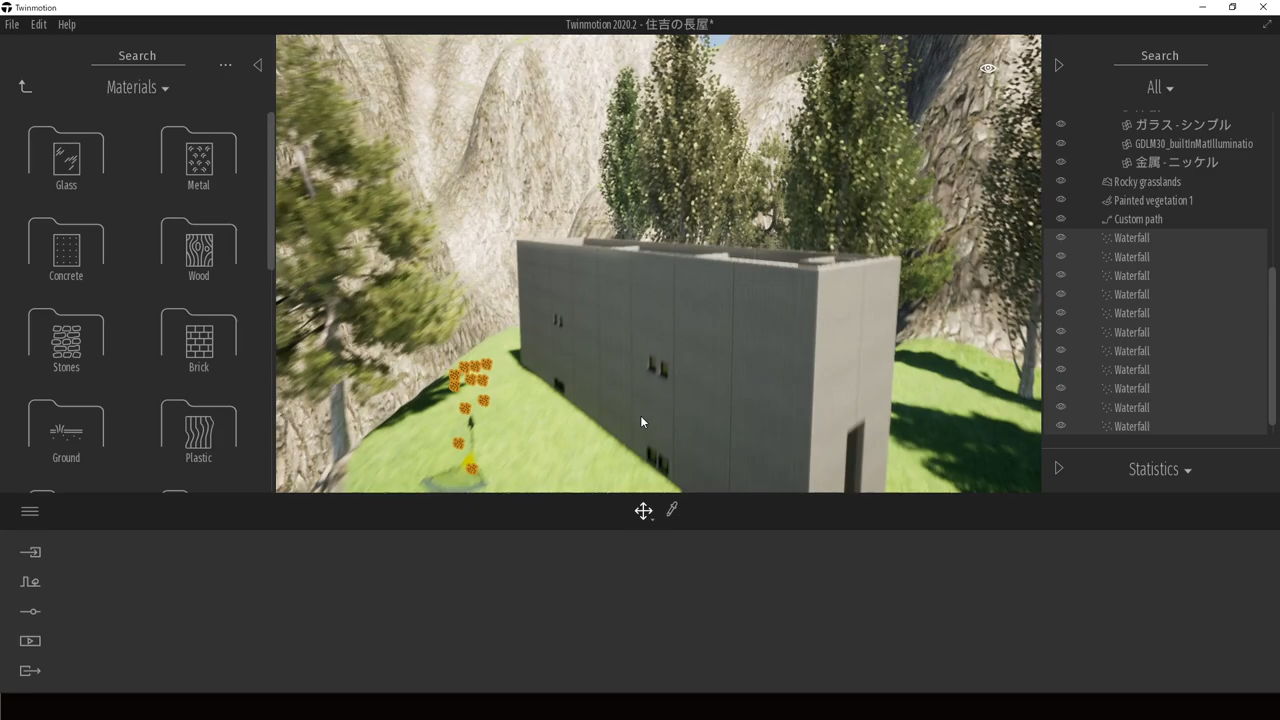 Twinmotion
File Edit Help
Twinmotion 2020.2 - 住吉の長屋*
Search
...
Materials
Glass
Metal
Concrete
Wood
Stones
Brick
Ground
Plastic
Search
All
ガラス - シンプル
GDLM30_builtInMatIlluminatio
金属 - ニッケル
Rocky grasslands
Painted vegetation 1
Custom path
Waterfall
Waterfall
Waterfall
Waterfall
Waterfall
Waterfall
Waterfall
Waterfall
Waterfall
Waterfall
Waterfall
Statistics